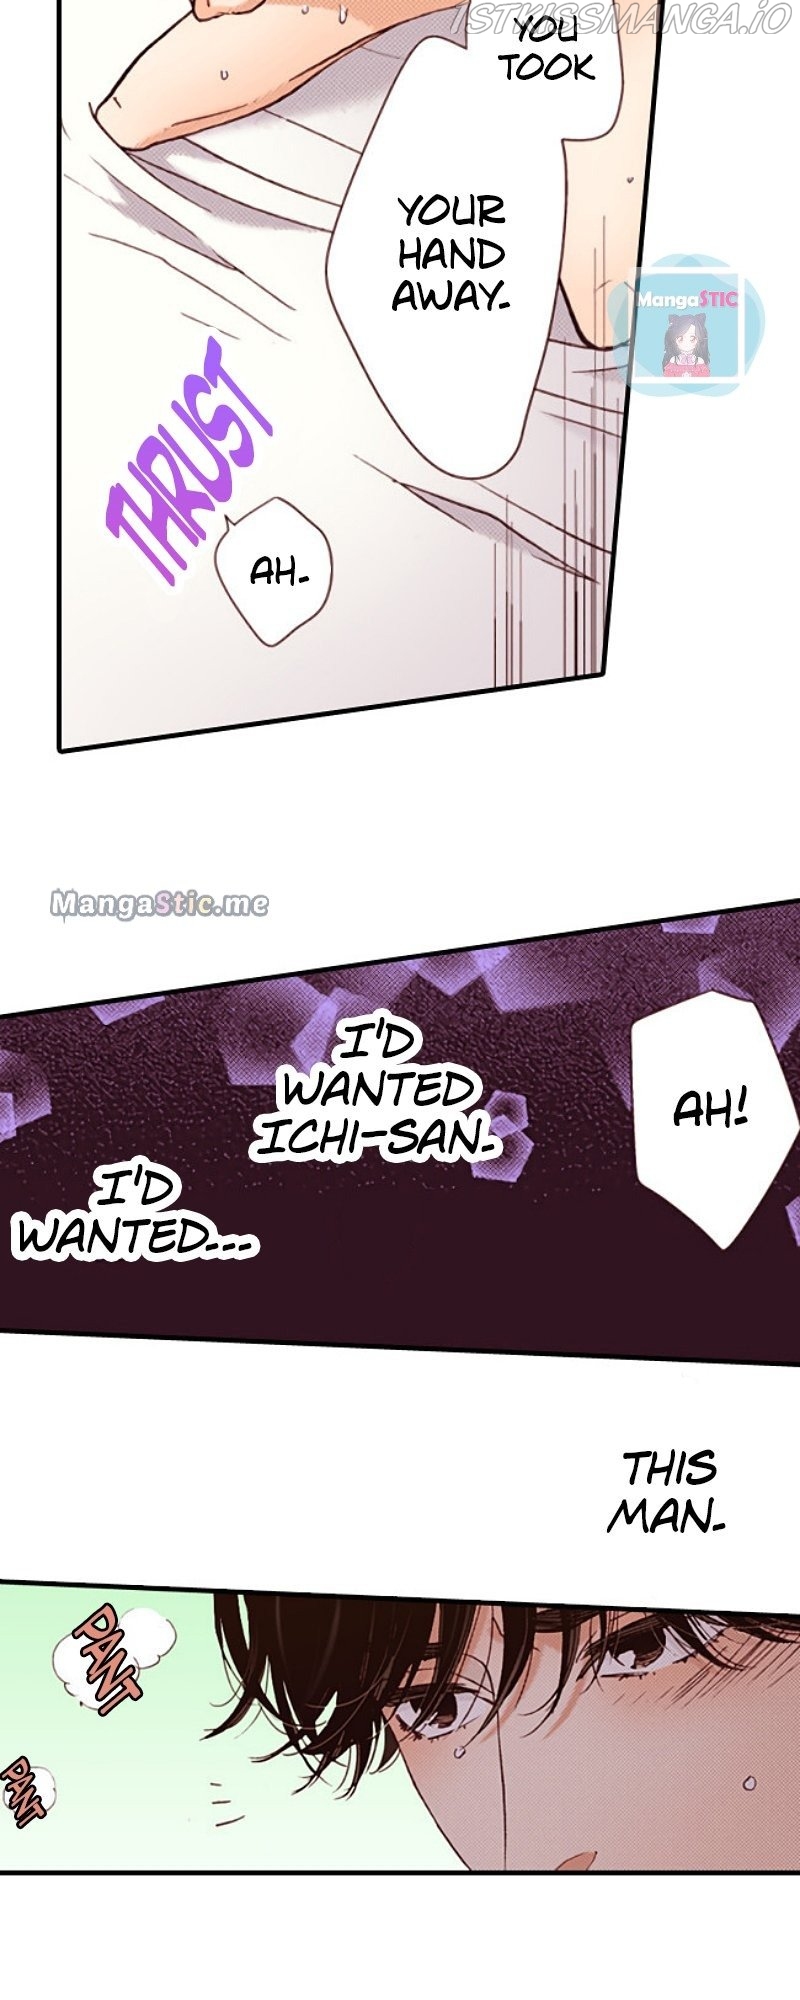 ISTKISSMANGA.IO
YOU
TOOK
YOUR
HAND
AWAY.
MangaSTIC
THRUST
AH.
MangaStic.me
I'D
WANTED
ICHI-SAN.
AH!
I'D
WANTED...
THIS
MAN.
PANT
PANT